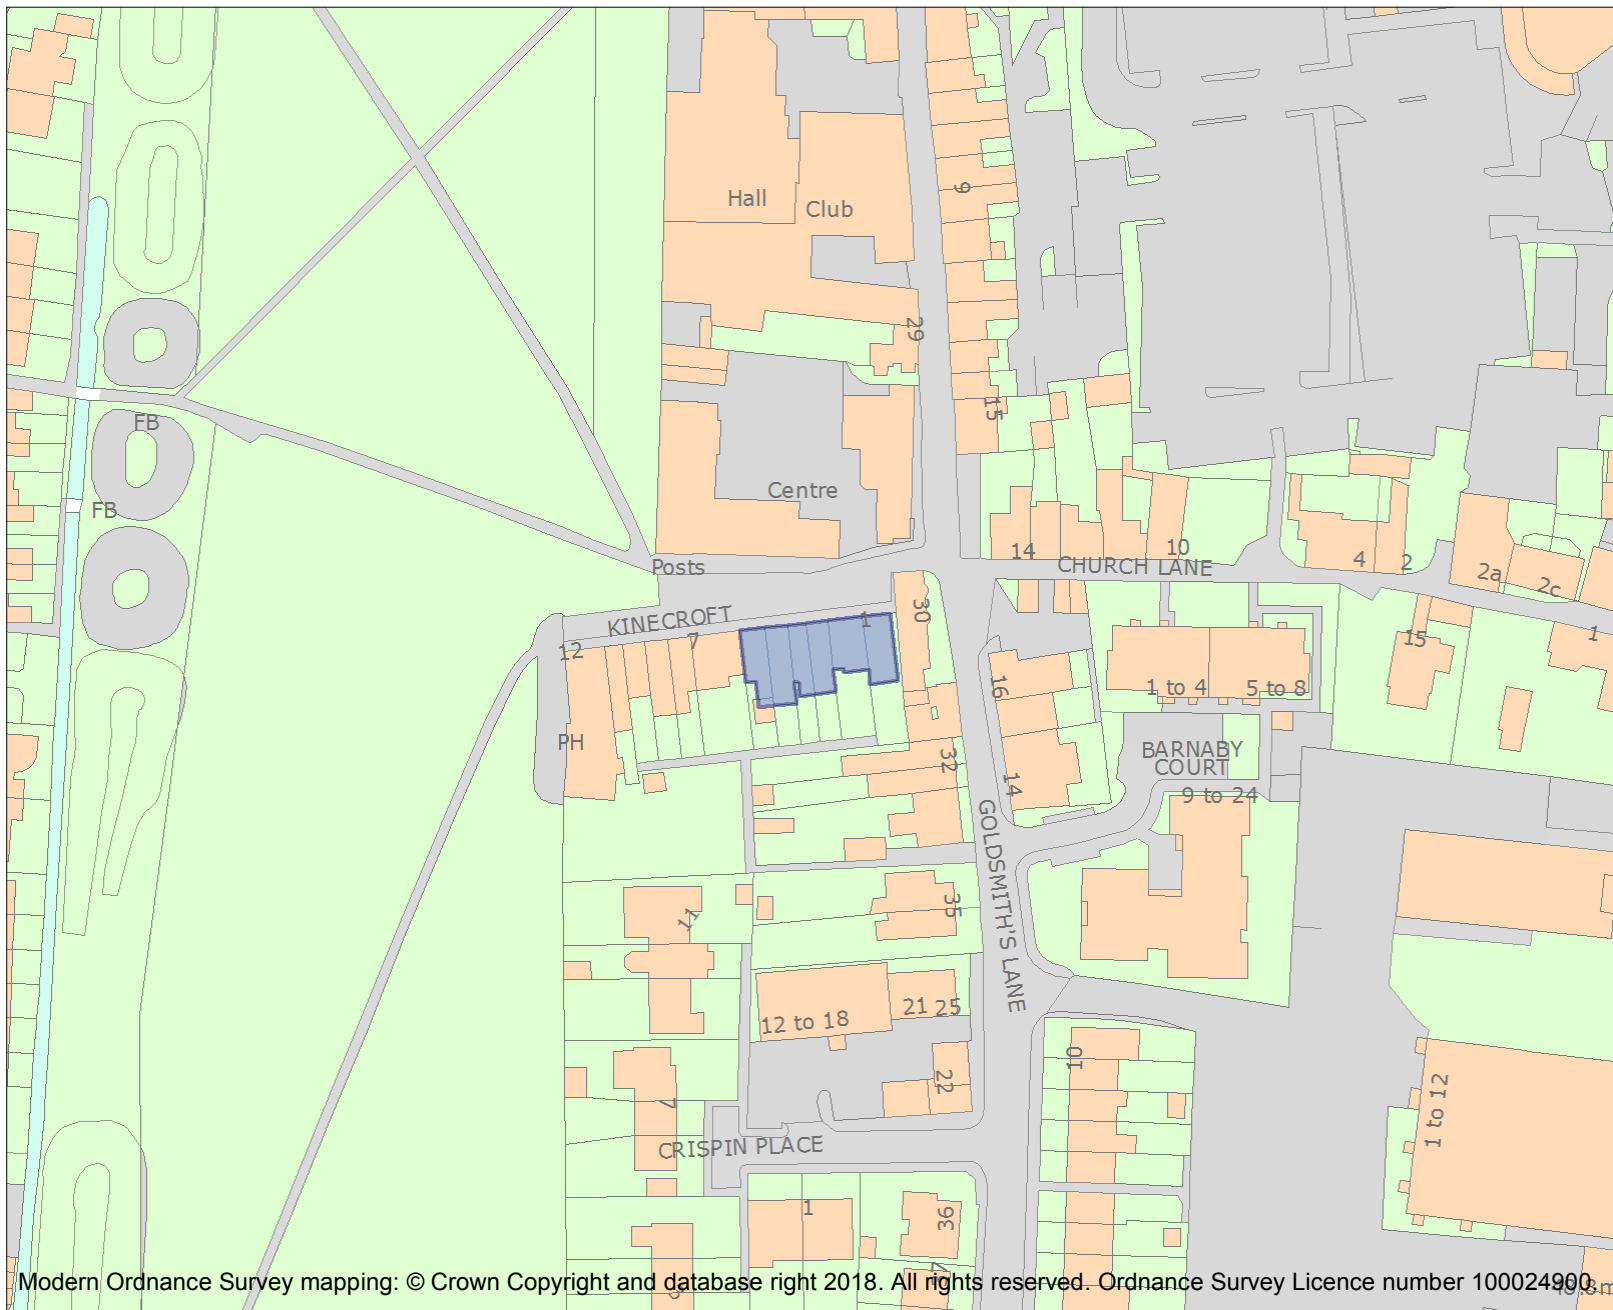 Hall
Club
9
29
15
FB
FB
Centre
14
10
CHURCH LANE
4
2
2a
2c
Posts
KINECROFT
1
30
12
7
16
15
1
1 to 4
5 to 8
PH
32
14
BARNABY
COURT
9 to 24
GOLDSMITH'S LANE
11
35
12 to 18
21
25
22
10
7
1 to 12
CRISPIN PLACE
1
36
Modern Ordnance Survey mapping: © Crown Copyright and database right 2018. All rights reserved. Ordnance Survey Licence number 100024960.